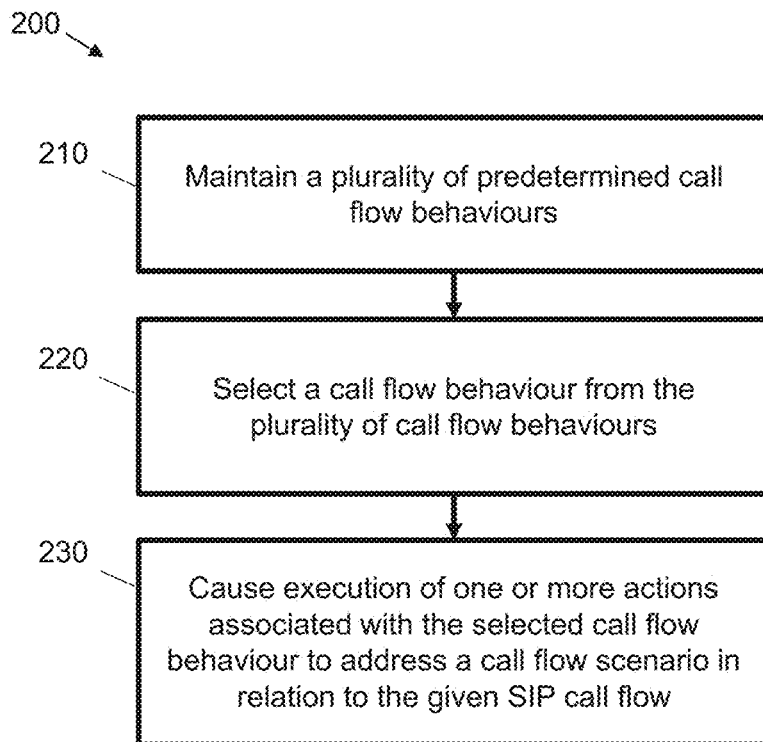 200
210
Maintain a plurality of predetermined call
flow behaviours
220
Select a call flow behaviour from the
plurality of call flow behaviours
230
Cause execution of one or more actions
associated with the selected call flow
behaviour to address a call flow scenario in
relation to the given SIP call flow